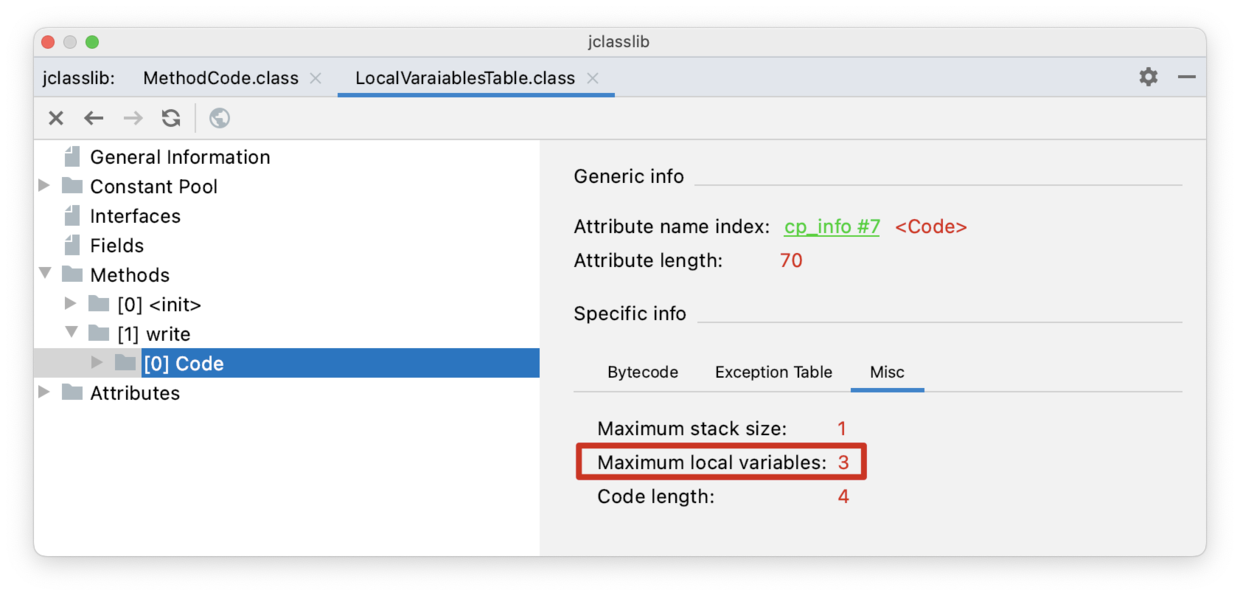 jclasslib
jclasslib: MethodCode.class LocalVaraiablesTable.class
General Information
Constant Pool
Interfaces
Fields
Methods
[0] <init>
[1] write
[0] Code
Attributes
Generic info
Attribute name index: cp_info #7 <Code>
Attribute length: 70
Specific info
Bytecode Exception Table Misc
Maximum stack size: 1
Maximum local variables: 3
Code length: 4